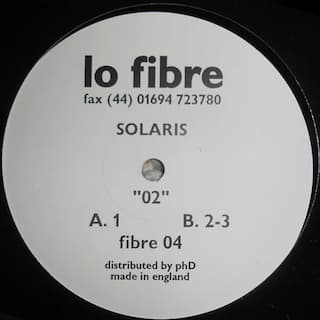 lo fibre
fax (44) 01694 723780
SOLARIS
"02"
A. 1 B. 2-3
fibre 04
distributed by phD
made in england